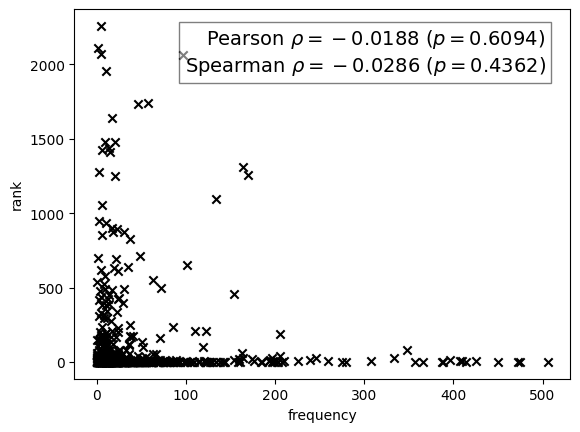 Pearson ρ = −0.0188 (p = 0.6094)
Spearman ρ = −0.0286 (p = 0.4362)
2000
1500
1000
500
0
rank
0 100 200 300 400 500
frequency